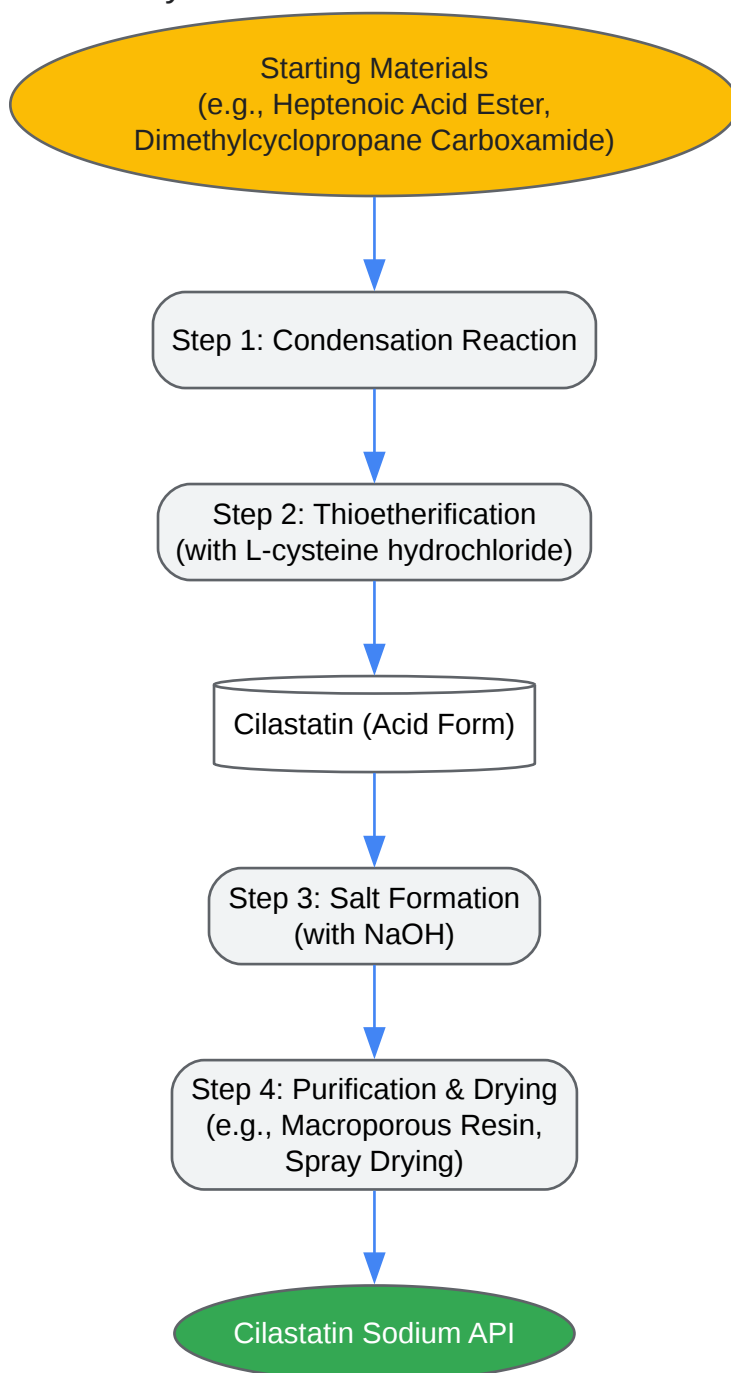 Starting Materials
(e.g., Heptenoic Acid Ester,
Dimethylcyclopropane Carboxamide)
Step 1: Condensation Reaction
Step 2: Thioetherification
(with L-cysteine hydrochloride)
Cilastatin (Acid Form)
Step 3: Salt Formation
(with NaOH)
Step 4: Purification & Drying
(e.g., Macroporous Resin,
Spray Drying)
Cilastatin Sodium API